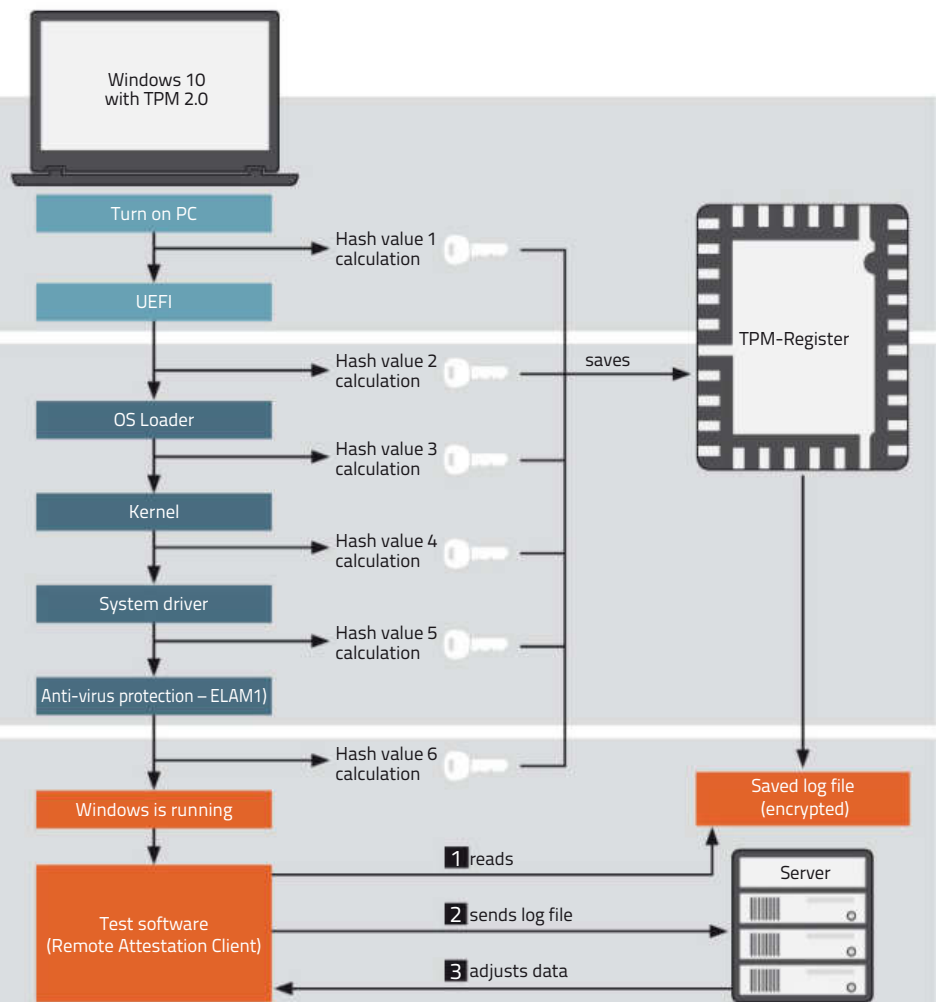 Windows 10
with TPM 2.0
Turn on PC
Hash value 1
calculation
UEFI
TPM-Register
Hash value 2
calculation
saves
OS Loader
Hash value 3
calculation
Kernel
Hash value 4
calculation
System driver
Hash value 5
calculation
Anti-virus protection – ELAM1)
Hash value 6
calculation
Windows is running
Saved log file
(encrypted)
1 reads
Server
Test software
(Remote Attestation Client)
2 sends log file
3 adjusts data